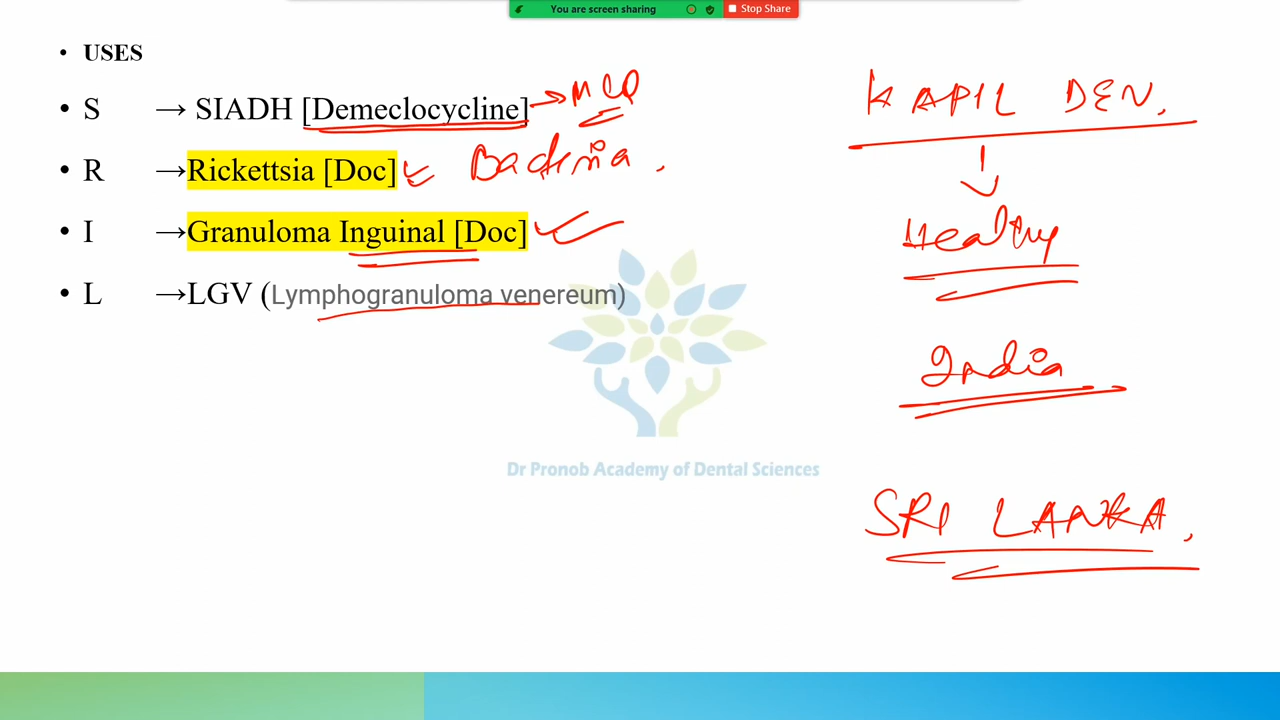 You are screen sharing Stop Share
• USES
• S → SIADH [Demeclocycline] → MCQ
• R →Rickettsia [Doc] Bacteria.
• I →Granuloma Inguinal [Doc]
• L →LGV (Lymphogranuloma venereum)
KAPIL DEV.
Healthy
India
SRI LANKA,
Dr Pronob Academy of Dental Sciences